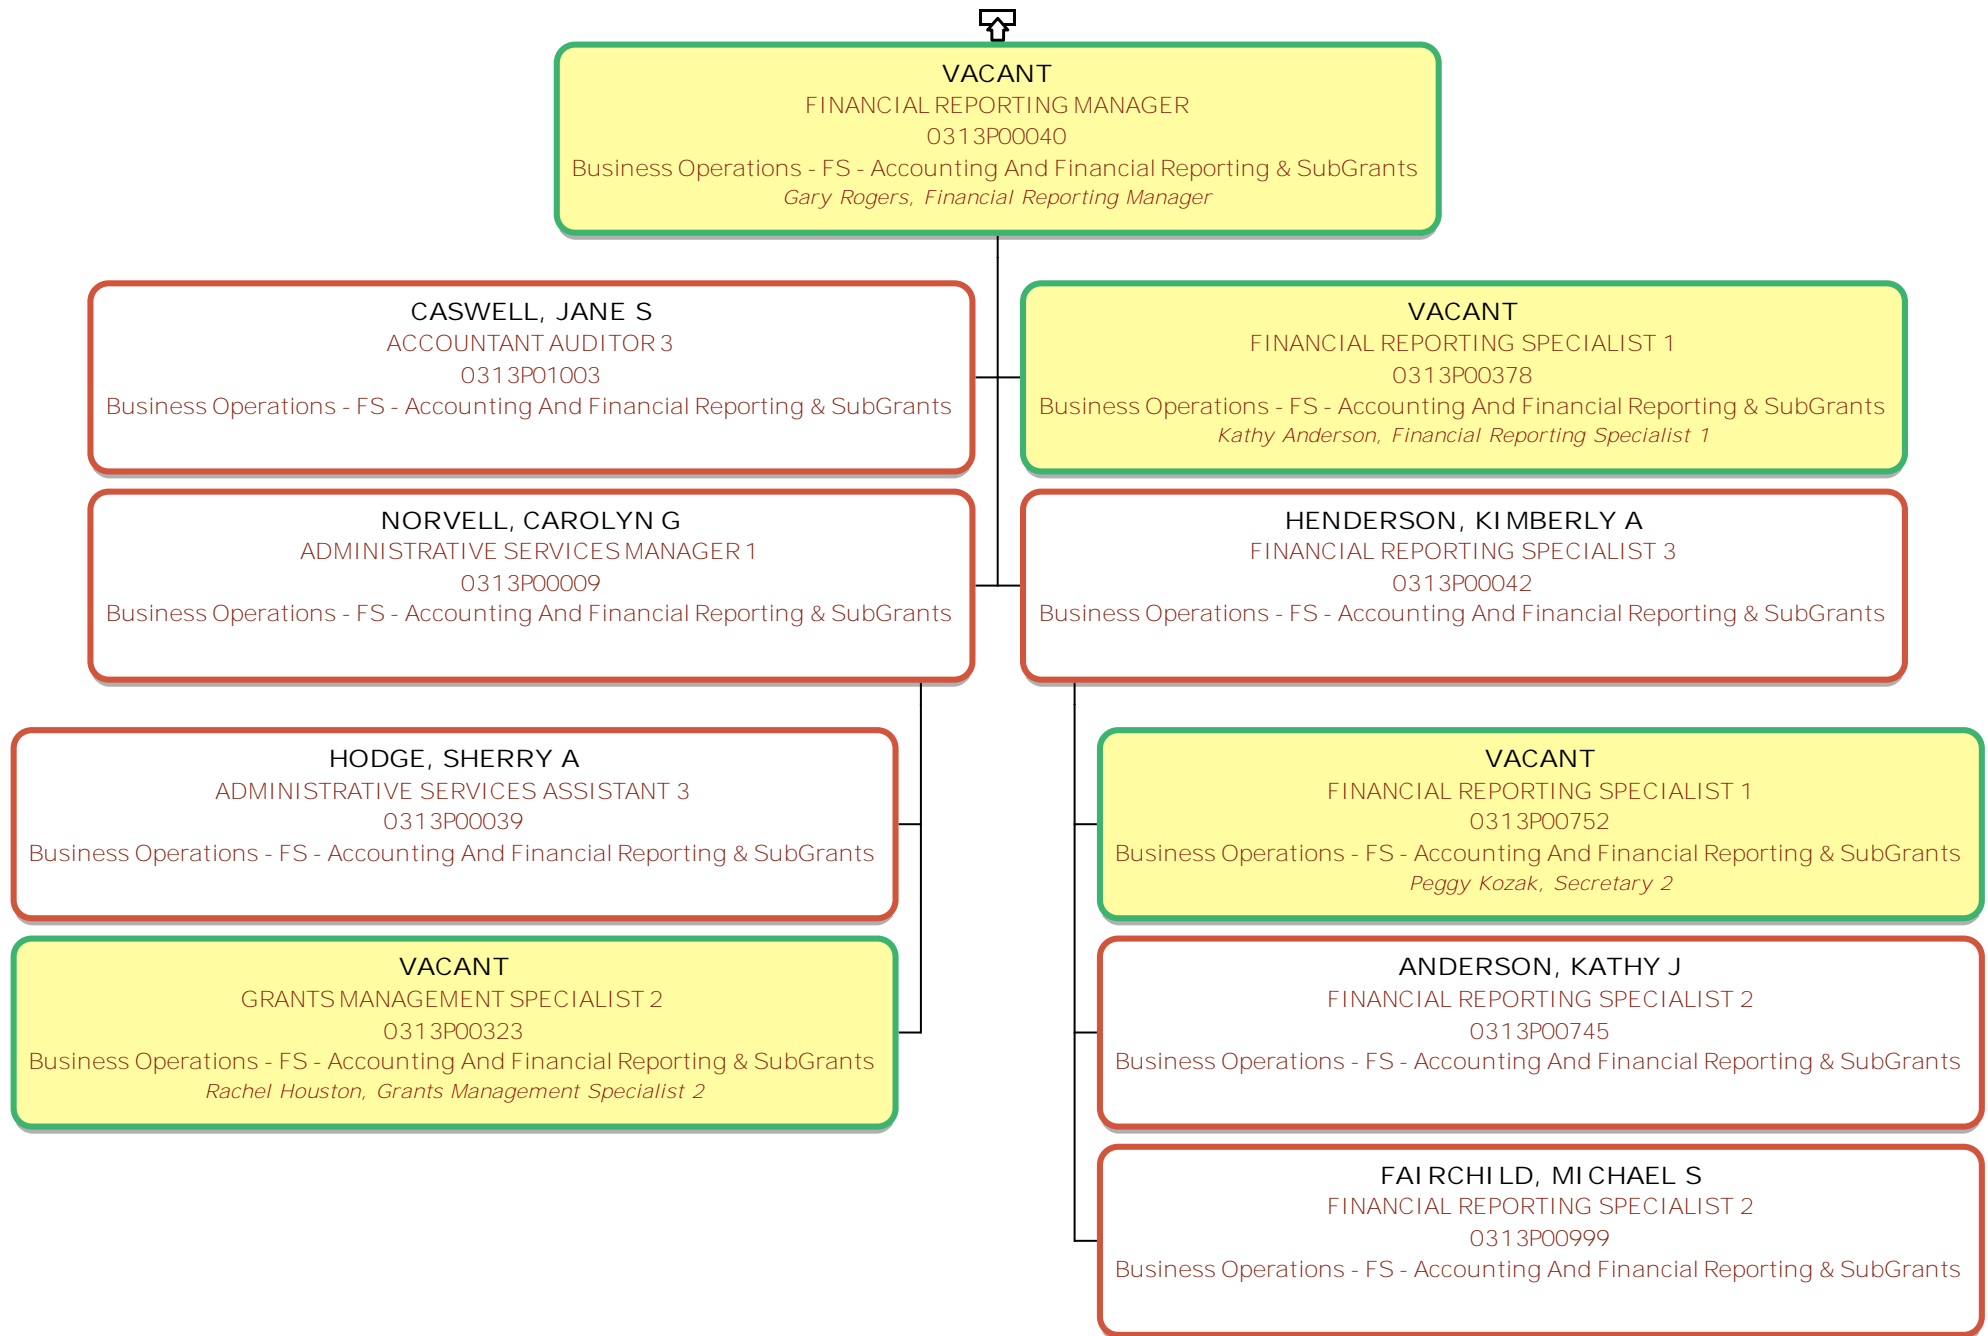 VACANT
FINANCIAL REPORTING MANAGER
0313P00040
Business Operations - FS - Accounting And Financial Reporting & SubGrants
Gary Rogers, Financial Reporting Manager
CASWELL, JANE S
ACCOUNTANT AUDITOR 3
0313P01003
Business Operations - FS - Accounting And Financial Reporting & SubGrants
VACANT
FINANCIAL REPORTING SPECIALIST 1
0313P00378
Business Operations - FS - Accounting And Financial Reporting & SubGrants
Kathy Anderson, Financial Reporting Specialist 1
NORVELL, CAROLYN G
ADMINISTRATIVE SERVICES MANAGER 1
0313P00009
Business Operations - FS - Accounting And Financial Reporting & SubGrants
HENDERSON, KIMBERLY A
FINANCIAL REPORTING SPECIALIST 3
0313P00042
Business Operations - FS - Accounting And Financial Reporting & SubGrants
HODGE, SHERRY A
ADMINISTRATIVE SERVICES ASSISTANT 3
0313P00039
Business Operations - FS - Accounting And Financial Reporting & SubGrants
VACANT
GRANTS MANAGEMENT SPECIALIST 2
0313P00323
Business Operations - FS - Accounting And Financial Reporting & SubGrants
Rachel Houston, Grants Management Specialist 2
VACANT
FINANCIAL REPORTING SPECIALIST 1
0313P00752
Business Operations - FS - Accounting And Financial Reporting & SubGrants
Peggy Kozak, Secretary 2
ANDERSON, KATHY J
FINANCIAL REPORTING SPECIALIST 2
0313P00745
Business Operations - FS - Accounting And Financial Reporting & SubGrants
FAIRCHILD, MICHAEL S
FINANCIAL REPORTING SPECIALIST 2
0313P00999
Business Operations - FS - Accounting And Financial Reporting & SubGrants